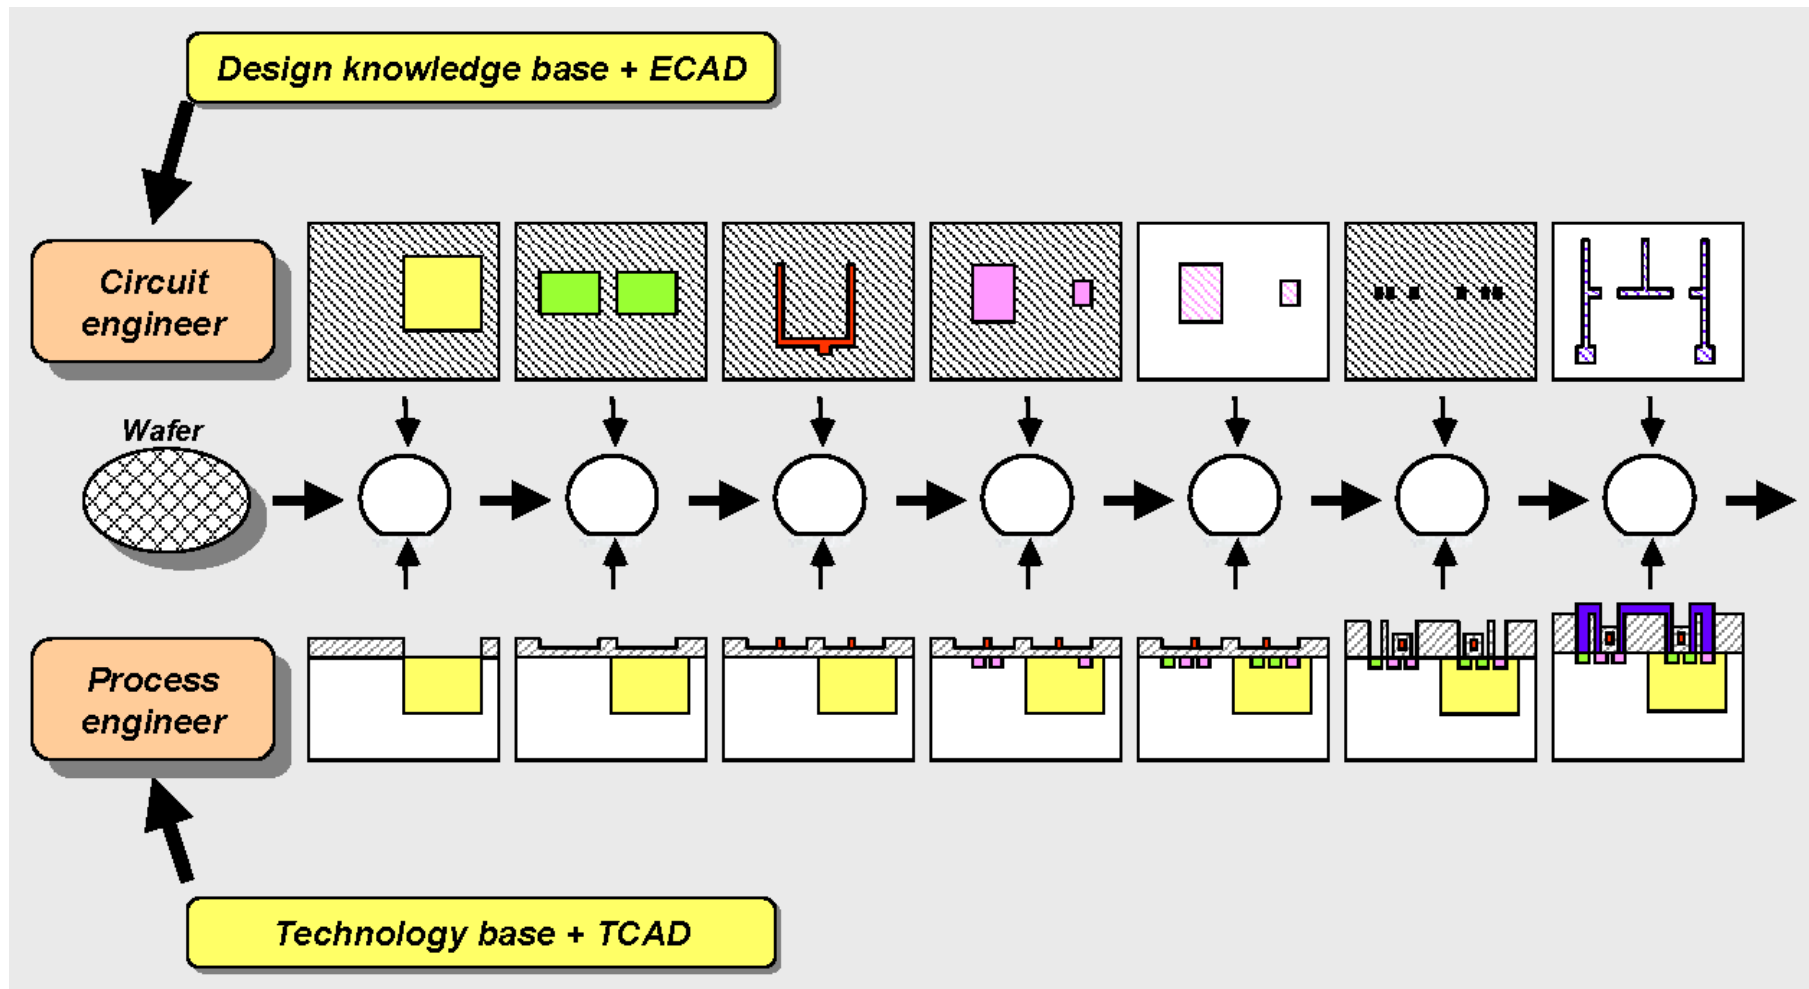 Design knowledge base + ECAD
Circuit
engineer
Wafer
Process
engineer
Technology base + TCAD